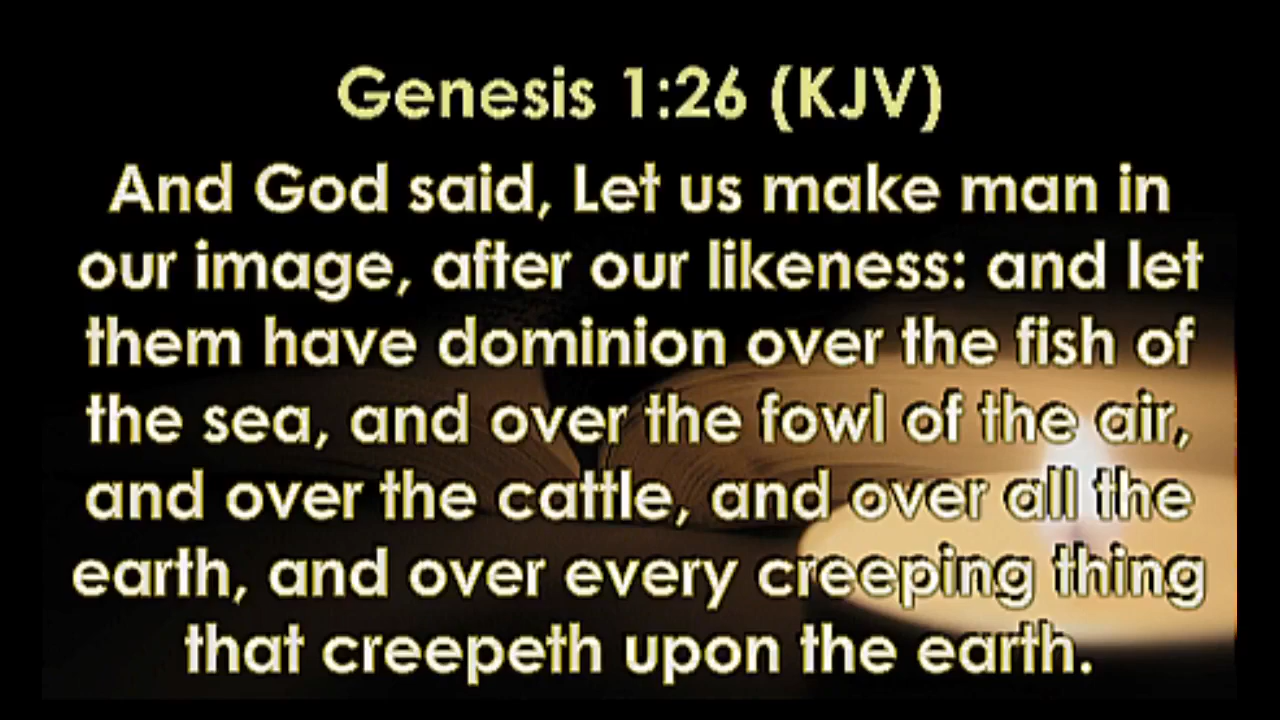 Genesis 1:26 (KJV)
And God said, Let us make man in
our image, after our likeness: and let
them have dominion over the fish of
the sea, and over the fowl of the air,
and over the cattle, and over all the
earth, and over every creeping thing
that creepeth upon the earth.